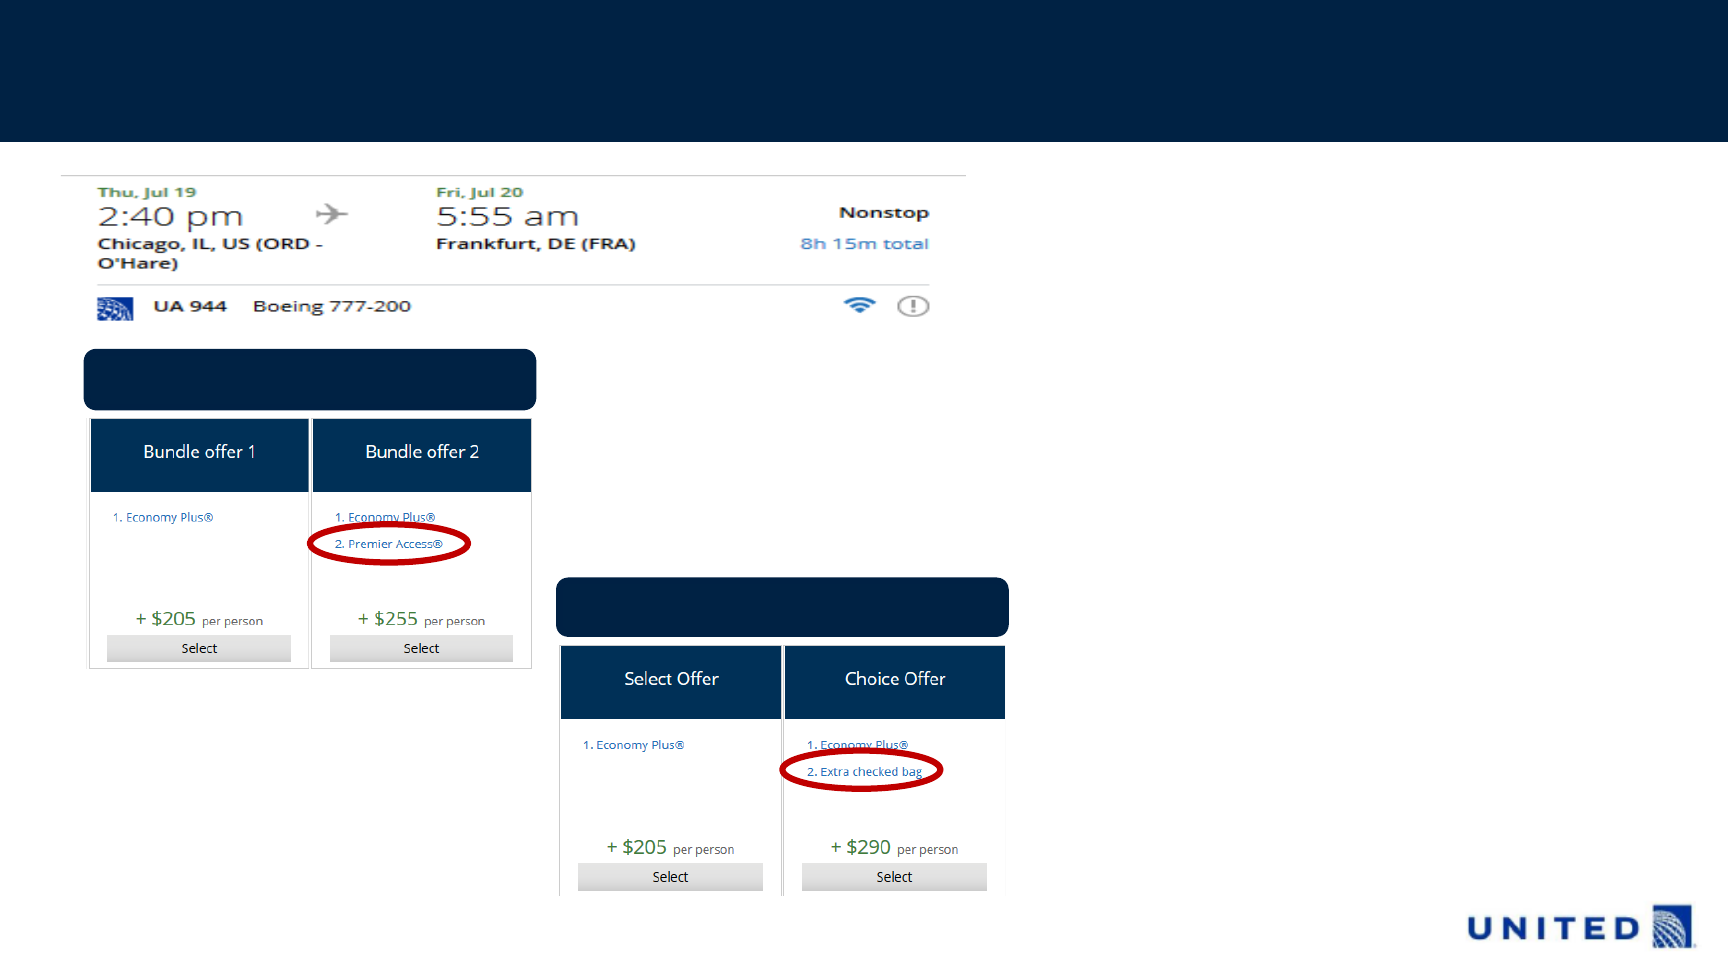 Thu, Jul 19
2:40 pm
Chicago, IL, US (ORD -
O'Hare)
Fri, Jul 20
5:55 am
Frankfurt, DE (FRA)
Nonstop
8h 15m total
UA 944 Boeing 777-200
Bundle offer 1
1. Economy Plus®
+ $205 per person
Select
Bundle offer 2
1. Economy Plus®
2. Premier Access®
+ $255 per person
Select
Select Offer
1. Economy Plus®
+ $205 per person
Select
Choice Offer
1. Economy Plus®
2. Extra checked bag
+ $290 per person
Select
UNITED